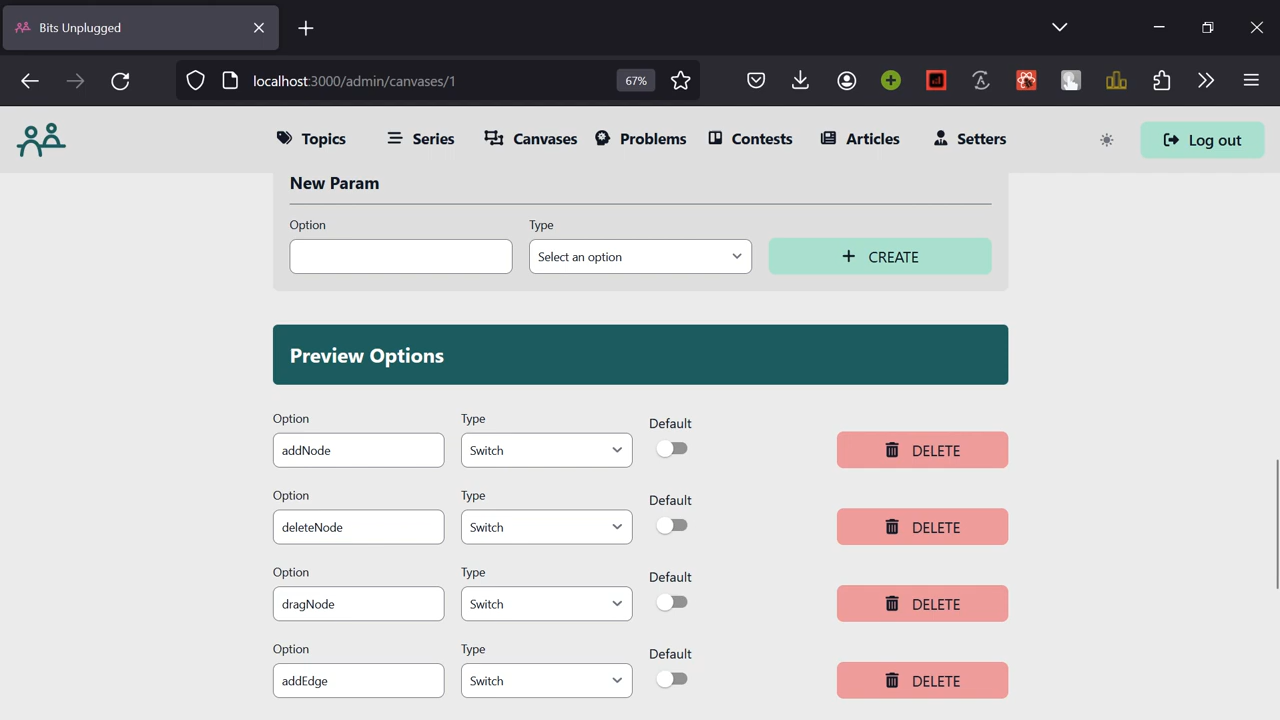 Bits Unplugged
localhost:3000/admin/canvases/1
67%
Topics Series Canvases Problems Contests Articles Setters Log out
New Param
Option Type
Select an option CREATE
Preview Options
Option Type Default
addNode Switch DELETE
Option Type Default
deleteNode Switch DELETE
Option Type Default
dragNode Switch DELETE
Option Type Default
addEdge Switch DELETE